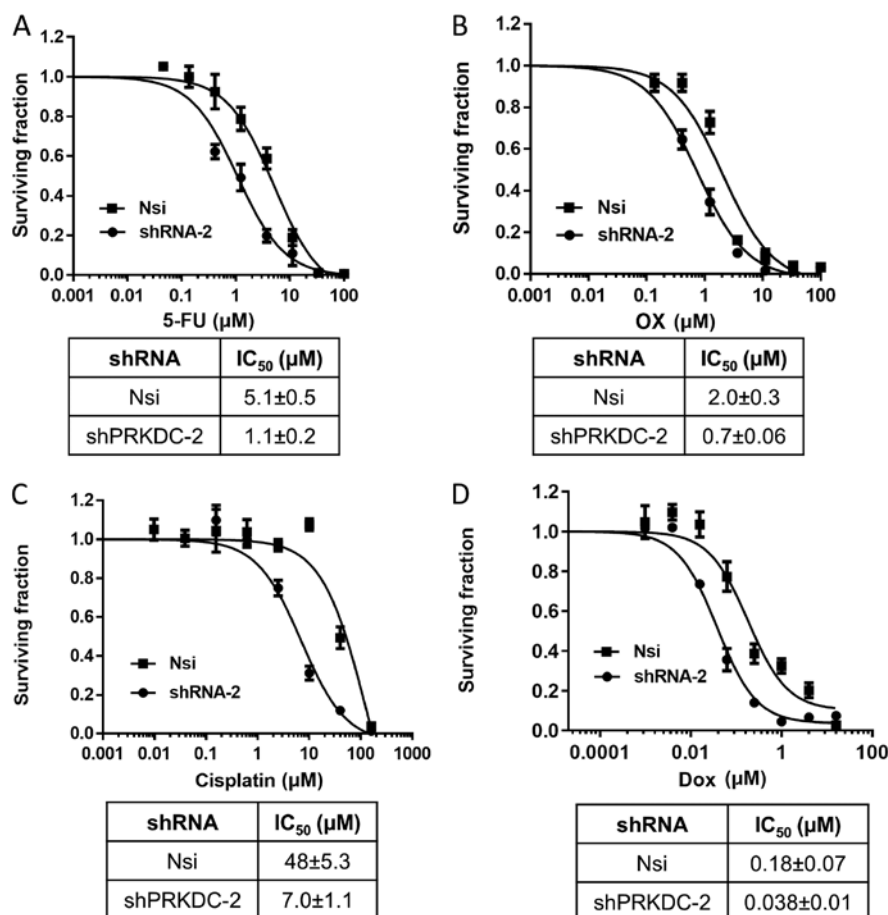 A
Surviving fraction
1.2
1.0
0.8
0.6
0.4
0.2
0.0
Nsi
shRNA-2
0.001 0.01 0.1 1 10 100
5-FU (µM)
shRNA IC50 (µM)
Nsi 5.1±0.5
shPRKDC-2 1.1±0.2
B
Surviving fraction
1.2
1.0
0.8
0.6
0.4
0.2
0.0
Nsi
shRNA-2
0.001 0.01 0.1 1 10 100
OX (µM)
shRNA IC50 (µM)
Nsi 2.0±0.3
shPRKDC-2 0.7±0.06
C
Surviving fraction
1.2
1.0
0.8
0.6
0.4
0.2
0.0
Nsi
shRNA-2
0.001 0.01 0.1 1 10 100 1000
Cisplatin (µM)
shRNA IC50 (µM)
Nsi 48±5.3
shPRKDC-2 7.0±1.1
D
Surviving fraction
1.2
1.0
0.8
0.6
0.4
0.2
0.0
Nsi
shRNA-2
0.0001 0.01 1 100
Dox (µM)
shRNA IC50 (µM)
Nsi 0.18±0.07
shPRKDC-2 0.038±0.01